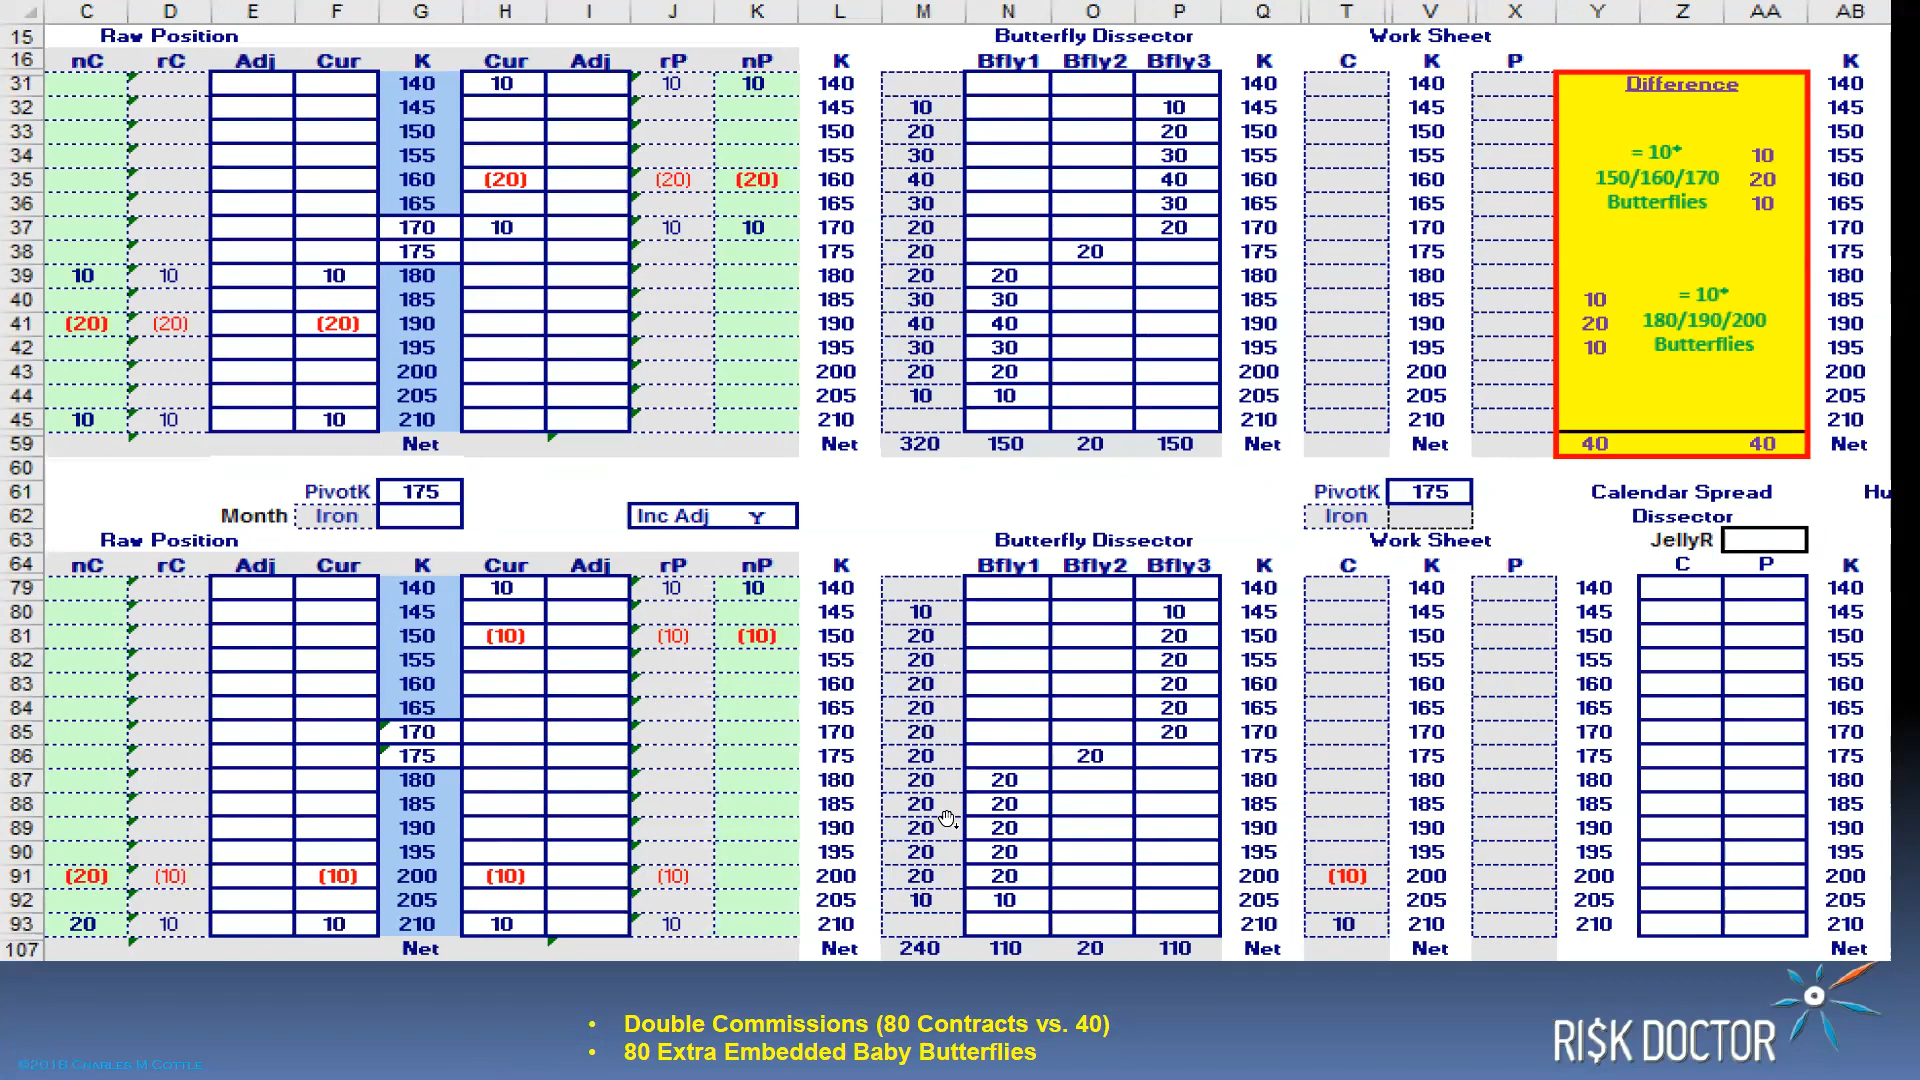 C D E F G H I J K L M N O P Q T V X Y Z AA AB
15 Raw Position Butterfly Dissector Work Sheet
16 nC rC Adj Cur K Cur Adj rP nP K Bfly1 Bfly2 Bfly3 K C K P K
31 140 10 10 10 140 140 140 Difference 140
32 145 145 10 10 145 145 145
33 150 150 20 20 150 150 150
34 155 155 30 30 155 155 = 10* 10 155
35 160 (20) (20) (20) 160 40 40 160 160 150/160/170 20 160
36 165 165 30 30 165 165 Butterflies 10 165
37 170 10 10 10 170 20 20 170 170 170
38 175 175 20 20 175 175 175
39 10 10 10 180 180 20 20 180 180 180
40 185 185 30 30 185 185 10 = 10* 185
41 (20) (20) (20) 190 190 40 40 190 190 20 180/190/200 190
42 195 195 30 30 195 195 10 Butterflies 195
43 200 200 20 20 200 200 200
44 205 205 10 10 205 205 205
45 10 10 10 210 210 210 210 210
59 Net Net 320 150 20 150 Net Net 40 40 Net
60
61 PivotK 175 PivotK 175 Calendar Spread Hu
62 Month Iron Inc Adj Y Iron Dissector
63 Raw Position Butterfly Dissector Work Sheet JellyR
64 nC rC Adj Cur K Cur Adj rP nP K Bfly1 Bfly2 Bfly3 K C K P C P K
79 140 10 10 10 140 140 140 140 140
80 145 145 10 10 145 145 145 145
81 150 (10) (10) (10) 150 20 20 150 150 150 150
82 155 155 20 20 155 155 155 155
83 160 160 20 20 160 160 160 160
84 165 165 20 20 165 165 165 165
85 170 170 20 20 170 170 170 170
86 175 175 20 20 175 175 175 175
87 180 180 20 20 180 180 180 180
88 185 185 20 20 185 185 185 185
89 190 190 20 20 190 190 190 190
90 195 195 20 20 195 195 195 195
91 (20) (10) (10) 200 (10) (10) 200 20 20 200 (10) 200 200 200
92 205 205 10 10 205 205 205 205
93 20 10 10 210 10 10 210 210 10 210 210 210
107 Net Net 240 110 20 110 Net Net Net
• Double Commissions (80 Contracts vs. 40)
• 80 Extra Embedded Baby Butterflies
RI$K DOCTOR
©2018 CHARLES M COTTLE